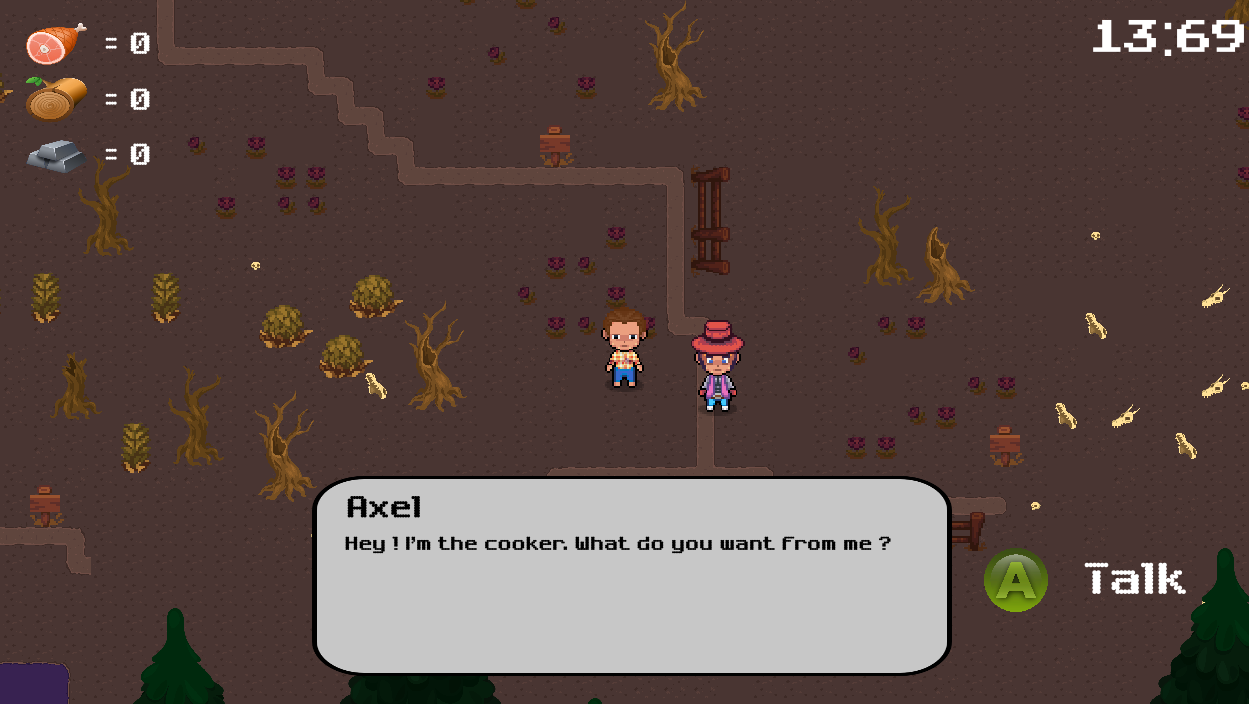 = 0
13:69
= 0
= 0
Axel
Hey ! I'm the cooker. What do you want from me ?
A Talk